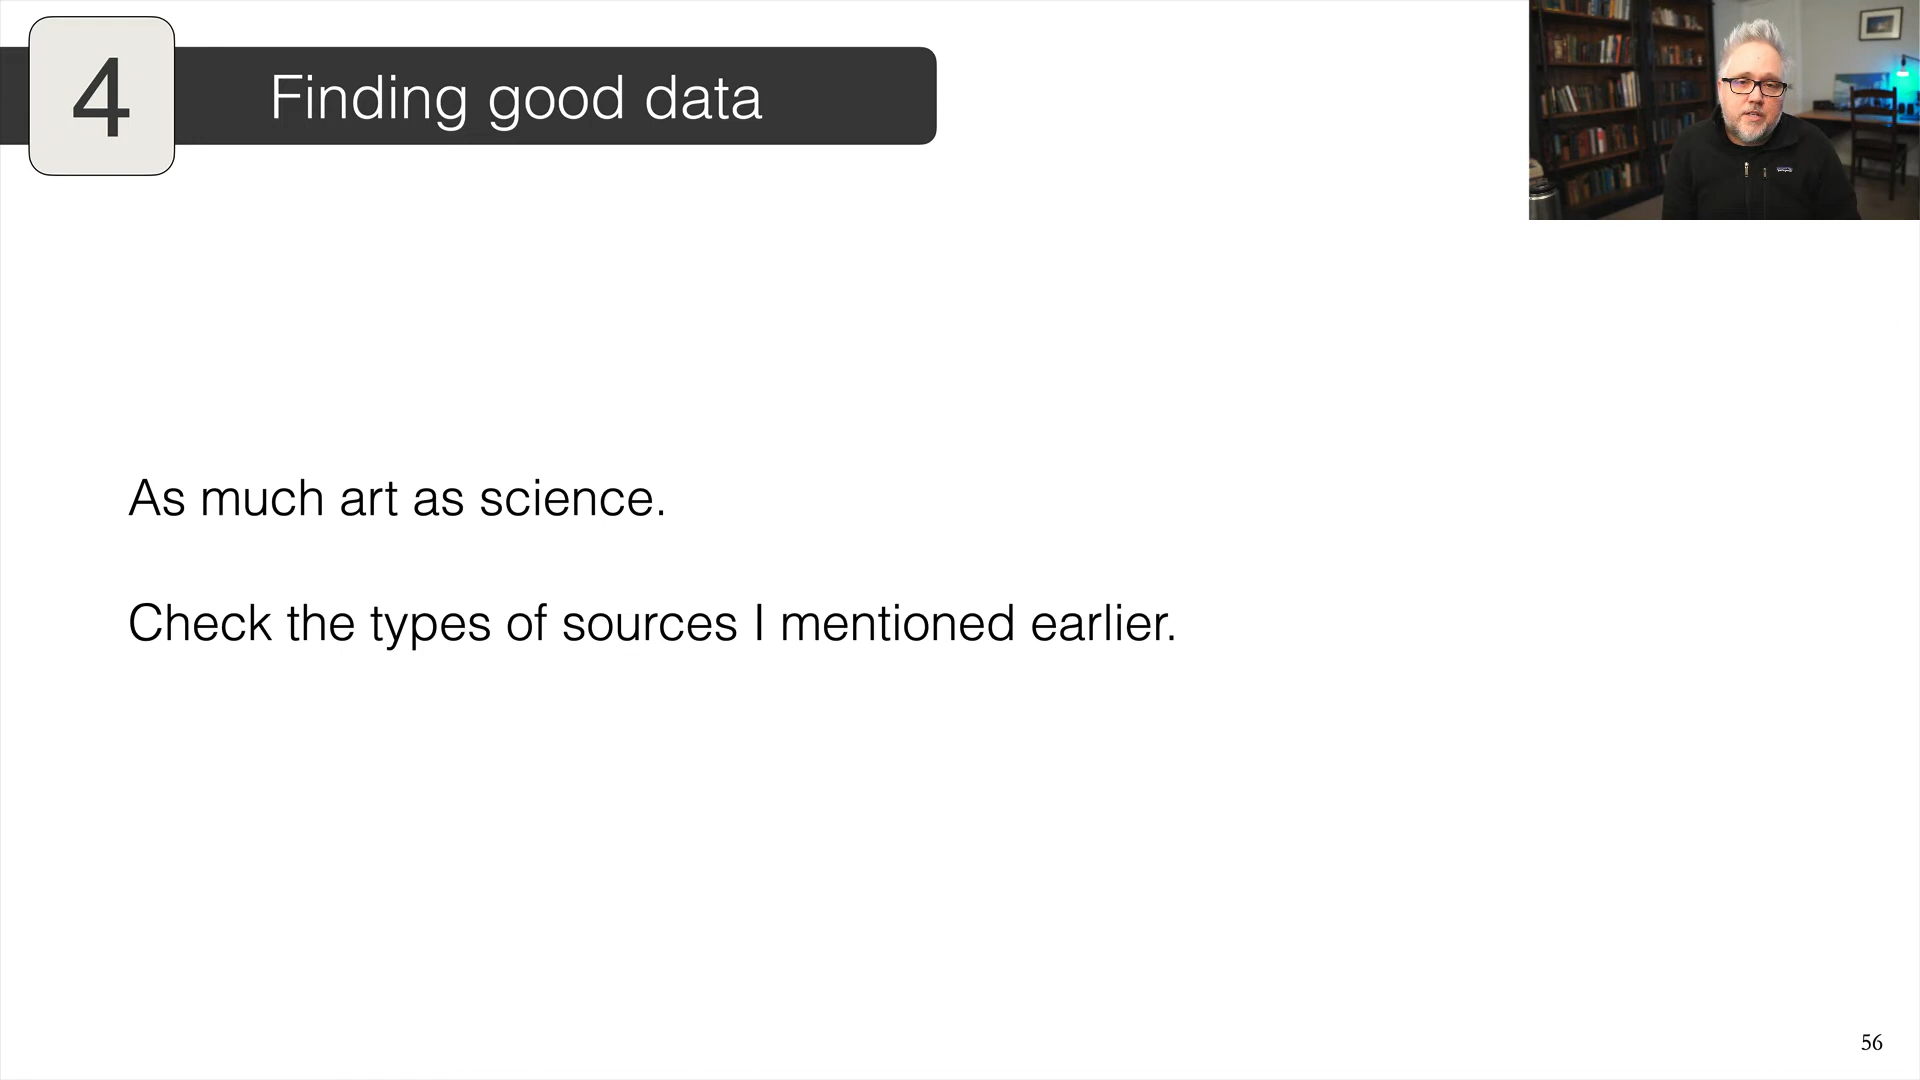 4
Finding good data
As much art as science.
Check the types of sources I mentioned earlier.
56